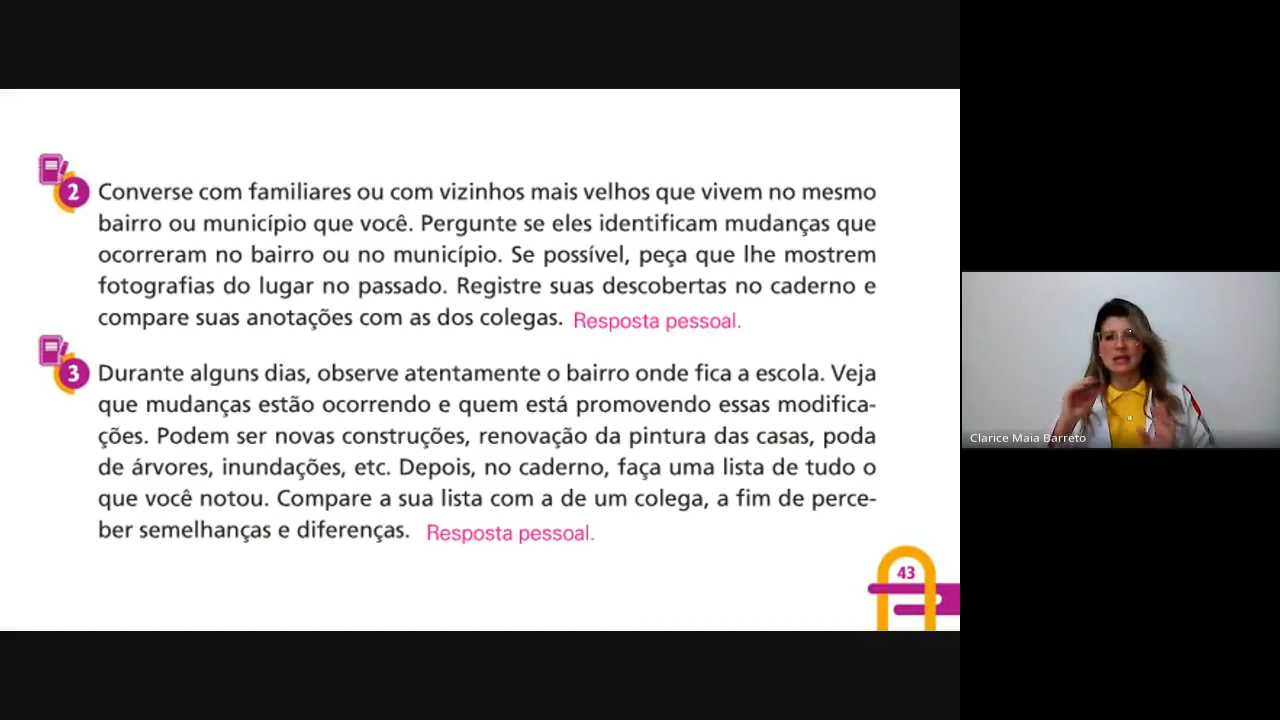 2 Converse com familiares ou com vizinhos mais velhos que vivem no mesmo
bairro ou município que você. Pergunte se eles identificam mudanças que
ocorreram no bairro ou no município. Se possível, peça que lhe mostrem
fotografias do lugar no passado. Registre suas descobertas no caderno e
compare suas anotações com as dos colegas. Resposta pessoal.
3 Durante alguns dias, observe atentamente o bairro onde fica a escola. Veja
que mudanças estão ocorrendo e quem está promovendo essas modifica-
ções. Podem ser novas construções, renovação da pintura das casas, poda
de árvores, inundações, etc. Depois, no caderno, faça uma lista de tudo o
que você notou. Compare a sua lista com a de um colega, a fim de perce-
ber semelhanças e diferenças. Resposta pessoal.
43
Clarice Maia Barreto